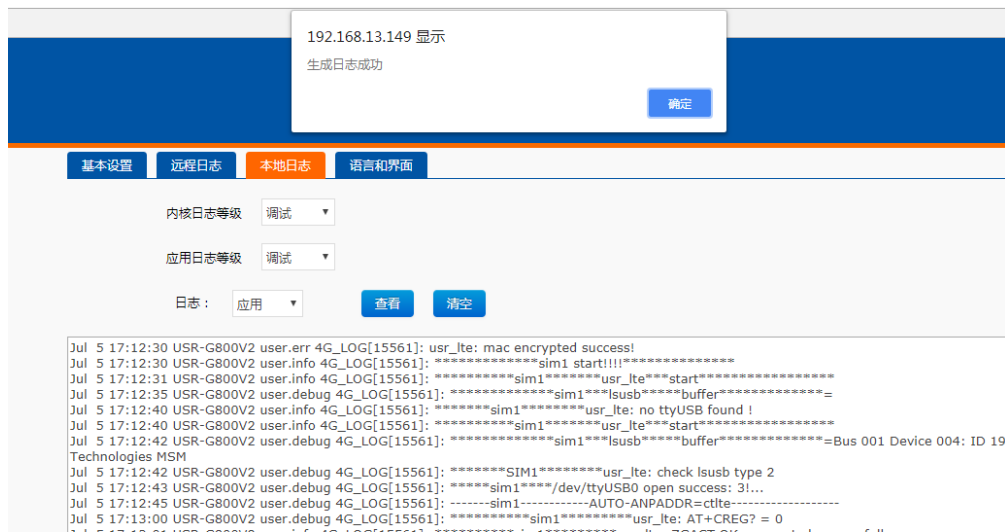 192.168.13.149 显示
生成日志成功
确定
基本设置 远程日志 本地日志 语言和界面
内核日志等级 调试
应用日志等级 调试
日志： 应用 查看 清空
Jul 5 17:12:30 USR-G800V2 user.err 4G_LOG[15561]: usr_lte: mac encrypted success!
Jul 5 17:12:30 USR-G800V2 user.info 4G_LOG[15561]: *************sim1 start!!!!**************
Jul 5 17:12:31 USR-G800V2 user.info 4G_LOG[15561]: **********sim1*******usr_lte***start*****************
Jul 5 17:12:35 USR-G800V2 user.debug 4G_LOG[15561]: *************sim1***lsusb*****buffer*************=
Jul 5 17:12:40 USR-G800V2 user.info 4G_LOG[15561]: *******sim1********usr_lte: no ttyUSB found !
Jul 5 17:12:40 USR-G800V2 user.info 4G_LOG[15561]: **********sim1*******usr_lte***start*****************
Jul 5 17:12:42 USR-G800V2 user.debug 4G_LOG[15561]: *************sim1***lsusb*****buffer*************=Bus 001 Device 004: ID 19
Technologies MSM
Jul 5 17:12:42 USR-G800V2 user.debug 4G_LOG[15561]: *******SIM1********usr_lte: check lsusb type 2
Jul 5 17:12:43 USR-G800V2 user.debug 4G_LOG[15561]: *****sim1****/dev/ttyUSB0 open success: 3!...
Jul 5 17:12:45 USR-G800V2 user.debug 4G_LOG[15561]: -------sim1-----------AUTO-ANPADDR=ctlte------------------
Jul 5 17:13:00 USR-G800V2 user.debug 4G_LOG[15561]: **********sim1*********usr_lte: AT+CREG? = 0